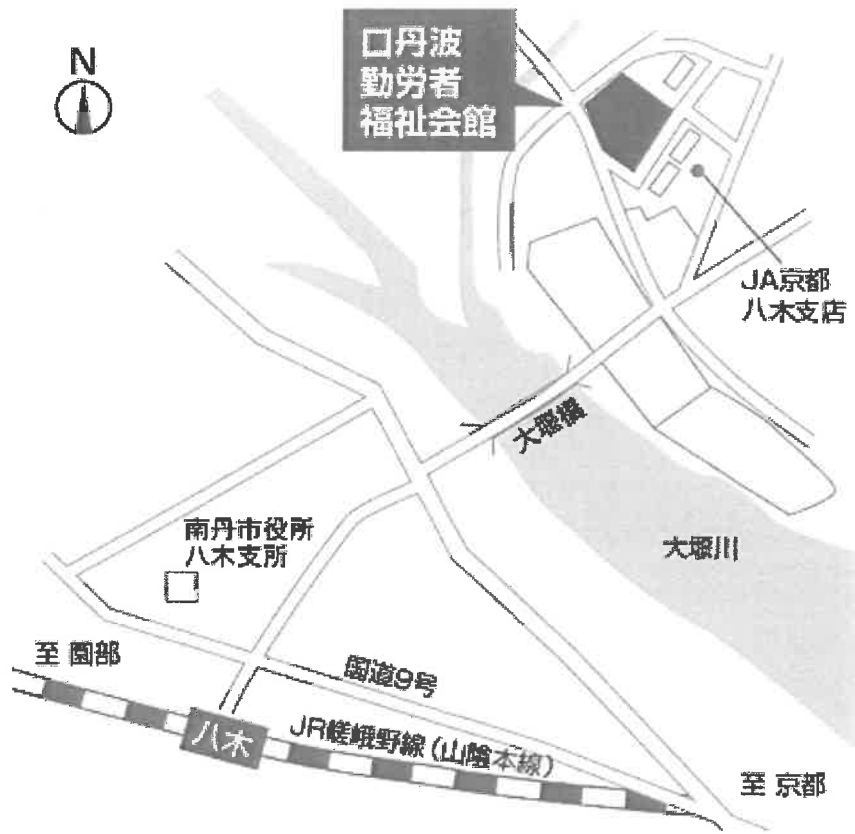 N
口丹波
勤労者
福祉会館
JA京都
八木支店
大堰橋
大堰川
南丹市役所
八木支所
至 園部
国道9号
八木
JR嵯峨野線（山陰本線）
至 京都